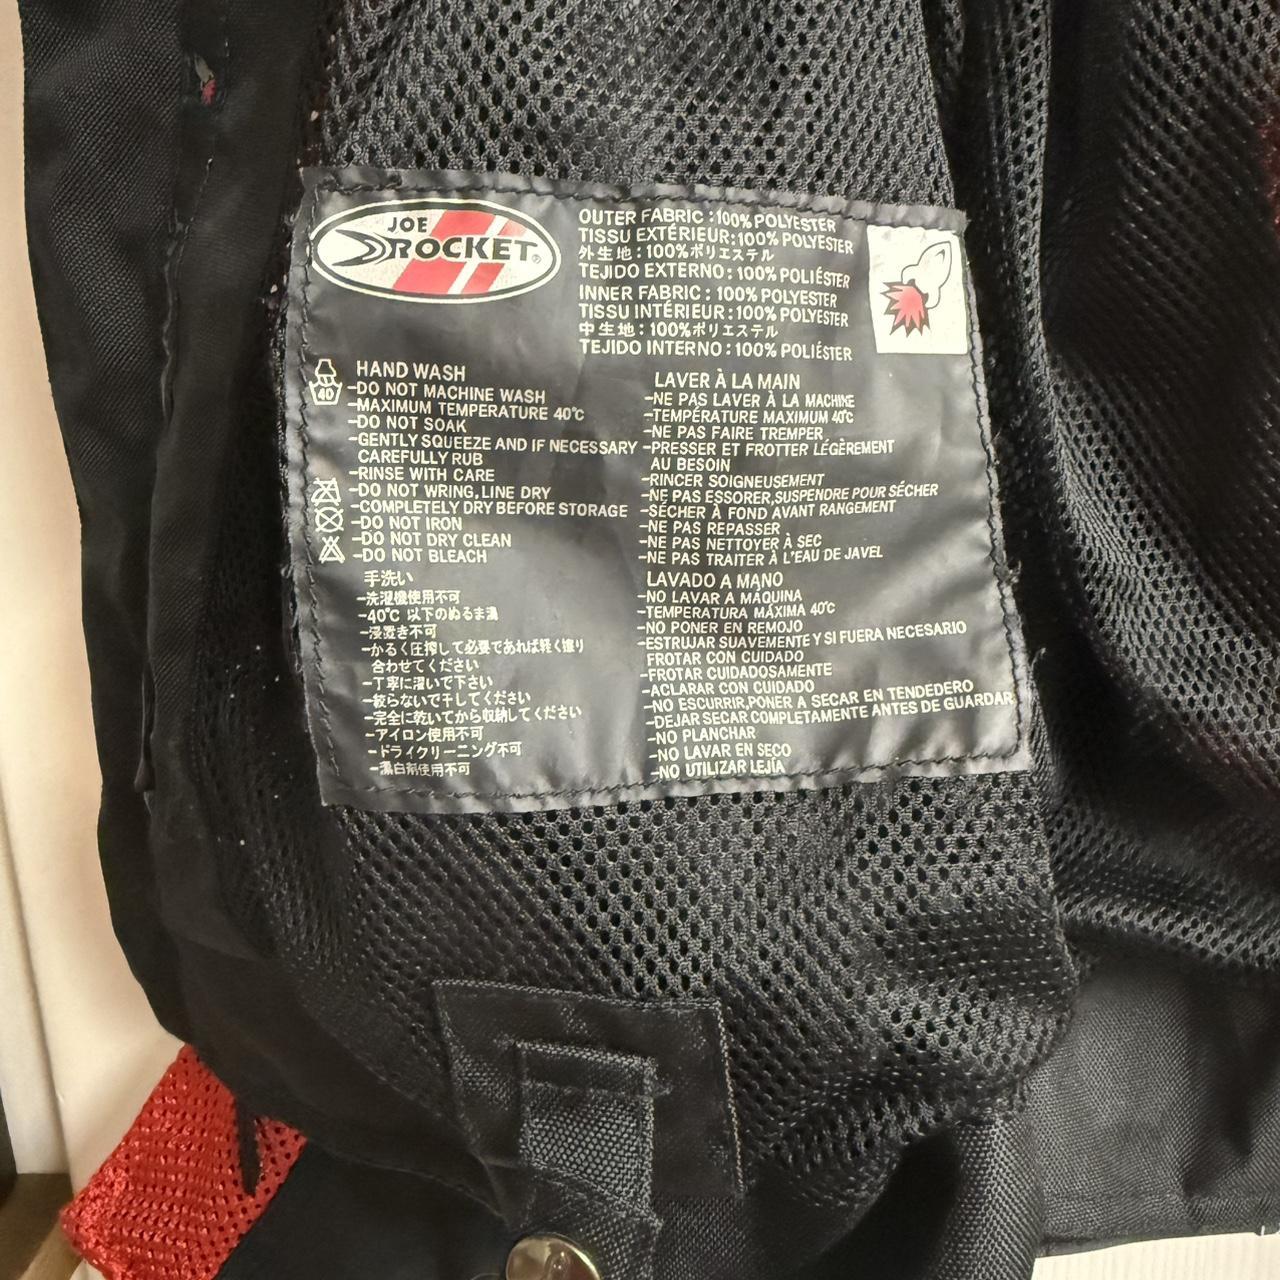 JOE
ROCKET®
OUTER FABRIC : 100% POLYESTER
TISSU EXTÉRIEUR: 100% POLYESTER
外生地：100%ポリエステル
TEJIDO EXTERNO : 100% POLIÉSTER
INNER FABRIC : 100% POLYESTER
TISSU INTÉRIEUR : 100% POLYESTER
中生地：100%ポリエステル
TEJIDO INTERNO : 100% POLIÉSTER
40
HAND WASH
-DO NOT MACHINE WASH
-MAXIMUM TEMPERATURE 40℃
-DO NOT SOAK
-GENTLY SQUEEZE AND IF NECESSARY
CAREFULLY RUB
-RINSE WITH CARE
-DO NOT WRING, LINE DRY
-COMPLETELY DRY BEFORE STORAGE
-DO NOT IRON
-DO NOT DRY CLEAN
-DO NOT BLEACH
LAVER À LA MAIN
-NE PAS LAVER À LA MACHINE
-TEMPÉRATURE MAXIMUM 40℃
-NE PAS FAIRE TREMPER
-PRESSER ET FROTTER LÉGÈREMENT
AU BESOIN
-RINCER SOIGNEUSEMENT
-NE PAS ESSORER, SUSPENDRE POUR SÉCHER
-SÉCHER À FOND AVANT RANGEMENT
-NE PAS REPASSER
-NE PAS NETTOYER À SEC
-NE PAS TRAITER À L'EAU DE JAVEL
手洗い
-洗濯機使用不可
-40℃ 以下のぬるま湯
-浸置き不可
-かるく圧搾して必要であれば軽く擦り
合わせてください
-丁寧に濯いで下さい
-絞らないで干してください
-完全に乾いてから収納してください
-アイロン使用不可
-ドライクリーニング不可
-漂白剤使用不可
LAVADO A MANO
-NO LAVAR A MÁQUINA
-TEMPERATURA MÁXIMA 40℃
-NO PONER EN REMOJO
-ESTRUJAR SUAVEMENTE Y SI FUERA NECESARIO
FROTAR CON CUIDADO
-FROTAR CUIDADOSAMENTE
-ACLARAR CON CUIDADO
-NO ESCURRIR, PONER A SECAR EN TENDEDERO
-DEJAR SECAR COMPLETAMENTE ANTES DE GUARDAR
-NO PLANCHAR
-NO LAVAR EN SECO
-NO UTILIZAR LEJÍA